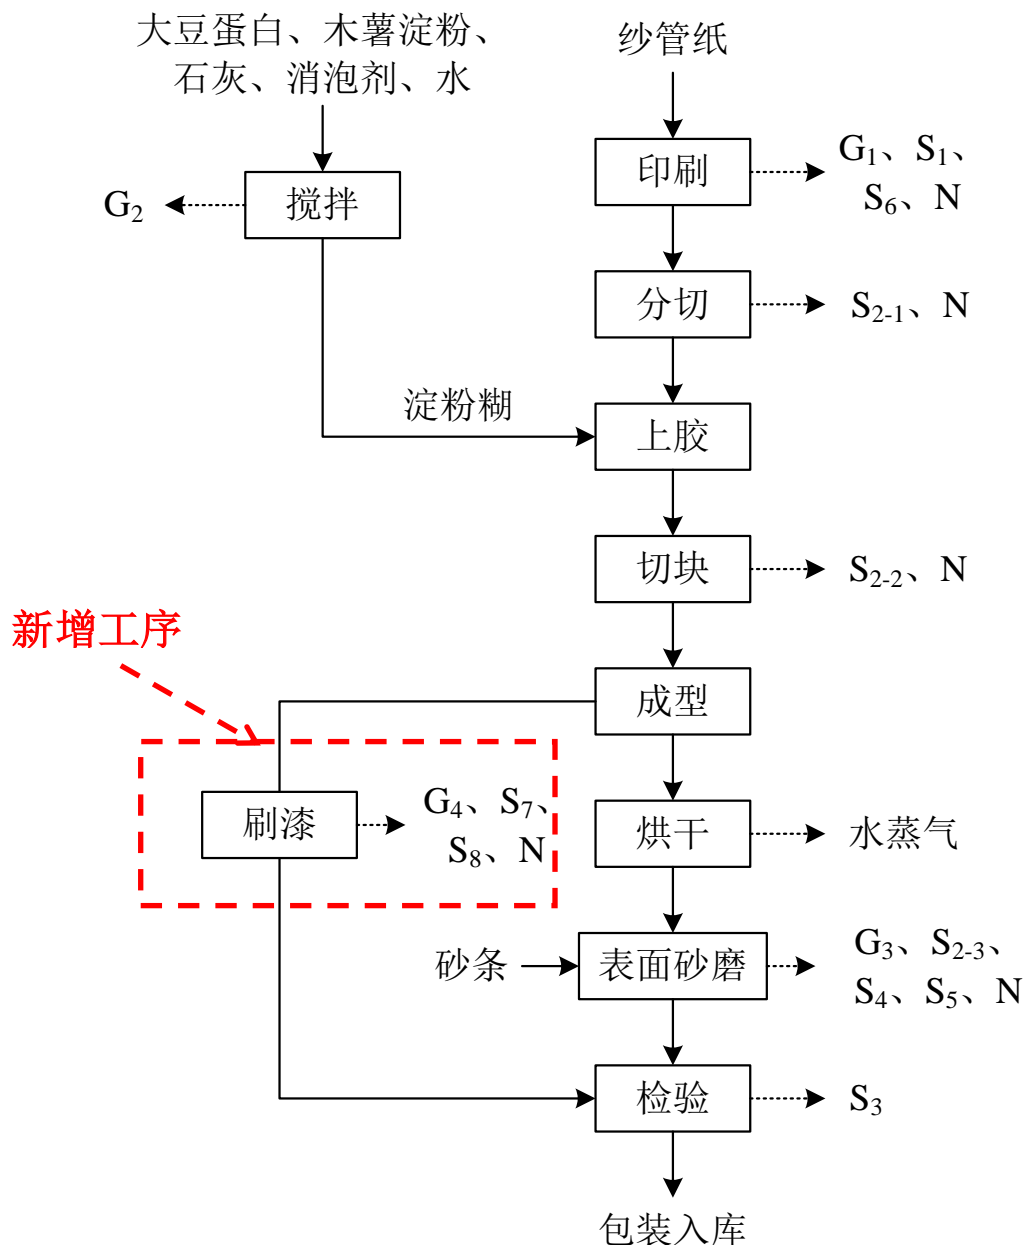 大豆蛋白、木薯淀粉、
石灰、消泡剂、水
纱管纸
印刷
G₁、S₁、
S₆、N
G₂
搅拌
分切
S₂₋₁、N
淀粉糊
上胶
切块
S₂₋₂、N
新增工序
成型
刷漆
G₄、S₇、
S₈、N
烘干
水蒸气
砂条
表面砂磨
G₃、S₂₋₃、
S₄、S₅、N
检验
S₃
包装入库